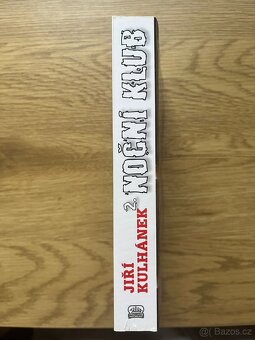 JIŘÍ
KULHÁNEK
2. NOČNÍ KLUB
Bazos.cz